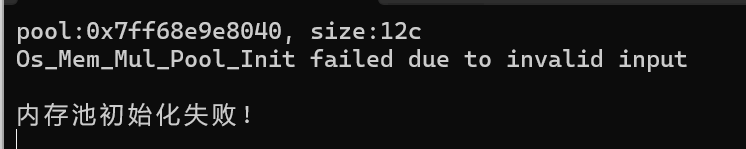 pool:0x7ff68e9e8040, size:12c
Os_Mem_Mul_Pool_Init failed due to invalid input
内存池初始化失败!